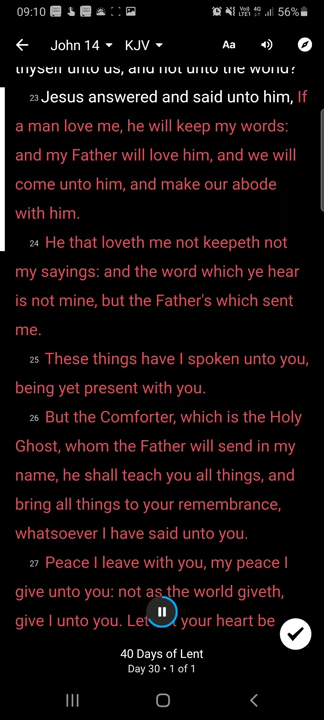 09:10 56%
John 14 KJV Aa
thyself unto us, and not unto the world?
23 Jesus answered and said unto him, If
a man love me, he will keep my words:
and my Father will love him, and we will
come unto him, and make our abode
with him.
24 He that loveth me not keepeth not
my sayings: and the word which ye hear
is not mine, but the Father's which sent
me.
25 These things have I spoken unto you,
being yet present with you.
26 But the Comforter, which is the Holy
Ghost, whom the Father will send in my
name, he shall teach you all things, and
bring all things to your remembrance,
whatsoever I have said unto you.
27 Peace I leave with you, my peace I
give unto you: not as the world giveth,
give I unto you. Let your heart be
40 Days of Lent
Day 30 • 1 of 1